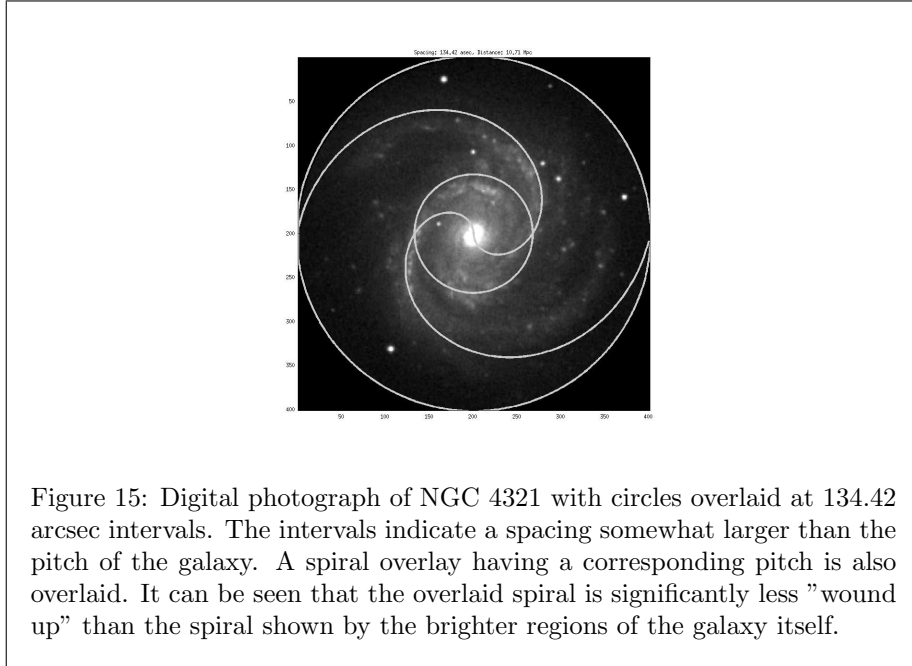 Spacing: 134.42 asec, Distance: 10.71 Mpc
50
100
150
200
250
300
350
400
50
100
150
200
250
300
350
400
Figure 15: Digital photograph of NGC 4321 with circles overlaid at 134.42
arcsec intervals. The intervals indicate a spacing somewhat larger than the
pitch of the galaxy. A spiral overlay having a corresponding pitch is also
overlaid. It can be seen that the overlaid spiral is significantly less ”wound
up” than the spiral shown by the brighter regions of the galaxy itself.